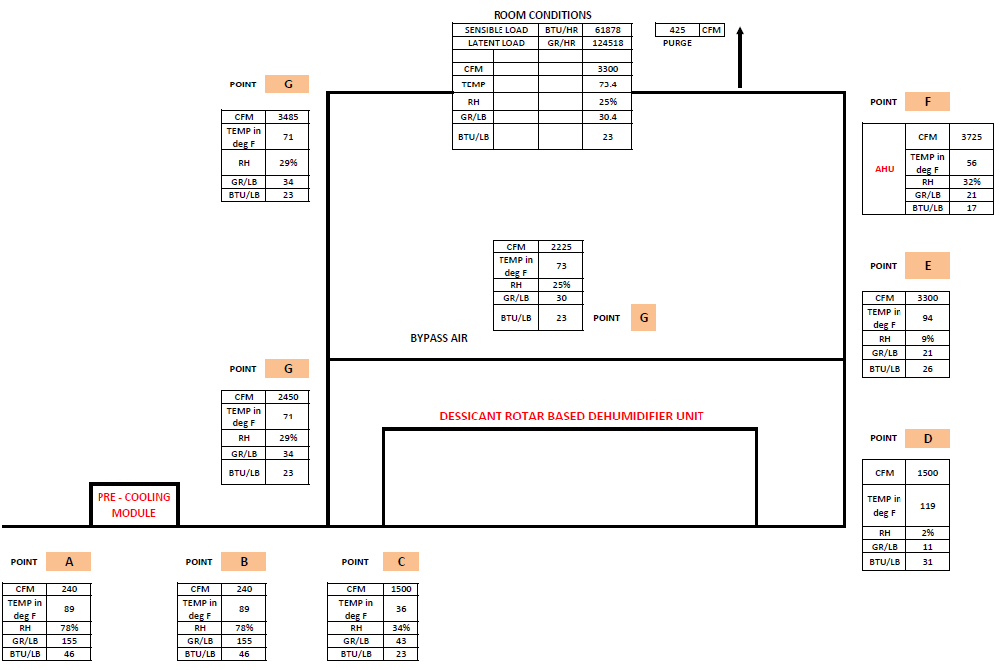 ROOM CONDITIONS
SENSIBLE LOAD BTU/HR 61878
LATENT LOAD GR/HR 124518
CFM 3300
TEMP 73.4
RH 25%
GR/LB 30.4
BTU/LB 23
425 CFM
PURGE
POINT G
CFM 3485
TEMP in
deg F 71
RH 29%
GR/LB 34
BTU/LB 23
POINT F
AHU
CFM 3725
TEMP in
deg F 56
RH 32%
GR/LB 21
BTU/LB 17
CFM 2225
TEMP in
deg F 73
RH 25%
GR/LB 30
BTU/LB 23
POINT G
BYPASS AIR
POINT E
CFM 3300
TEMP in
deg F 94
RH 9%
GR/LB 21
BTU/LB 26
POINT G
CFM 2450
TEMP in
deg F 71
RH 29%
GR/LB 34
BTU/LB 23
DESSICANT ROTAR BASED DEHUMIDIFIER UNIT
POINT D
CFM 1500
TEMP in
deg F 119
RH 2%
GR/LB 11
BTU/LB 31
PRE - COOLING
MODULE
POINT A
CFM 240
TEMP in
deg F 89
RH 78%
GR/LB 155
BTU/LB 46
POINT B
CFM 240
TEMP in
deg F 89
RH 78%
GR/LB 155
BTU/LB 46
POINT C
CFM 1500
TEMP in
deg F 36
RH 34%
GR/LB 43
BTU/LB 23